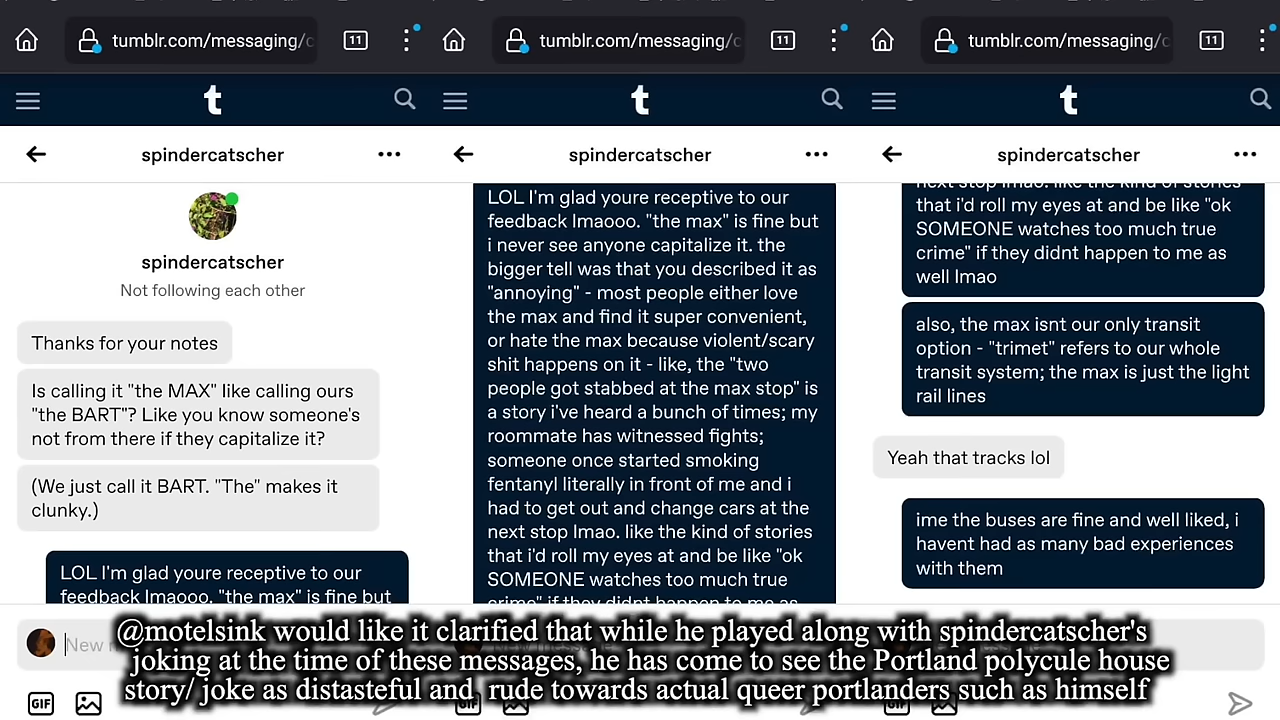 tumblr.com/messaging/c
11
t
spindercatscher
spindercatscher
Not following each other
Thanks for your notes
Is calling it "the MAX" like calling ours
"the BART"? Like you know someone's
not from there if they capitalize it?
(We just call it BART. "The" makes it
clunky.)
LOL I'm glad youre receptive to our
feedback lmaooo. "the max" is fine but
New
GIF
tumblr.com/messaging/c
11
t
spindercatscher
LOL I'm glad youre receptive to our
feedback lmaooo. "the max" is fine but
i never see anyone capitalize it. the
bigger tell was that you described it as
"annoying" - most people either love
the max and find it super convenient,
or hate the max because violent/scary
shit happens on it - like, the "two
people got stabbed at the max stop" is
a story i've heard a bunch of times; my
roommate has witnessed fights;
someone once started smoking
fentanyl literally in front of me and i
had to get out and change cars at the
next stop lmao. like the kind of stories
that i'd roll my eyes at and be like "ok
SOMEONE watches too much true
crime" if they didnt happen to me as
GIF
tumblr.com/messaging/c
11
t
spindercatscher
next stop lmao. like the kind of stories
that i'd roll my eyes at and be like "ok
SOMEONE watches too much true
crime" if they didnt happen to me as
well lmao
also, the max isnt our only transit
option - "trimet" refers to our whole
transit system; the max is just the light
rail lines
Yeah that tracks lol
ime the buses are fine and well liked, i
havent had as many bad experiences
with them
GIF
@motelsink would like it clarified that while he played along with spindercatscher's
joking at the time of these messages, he has come to see the Portland polycule house
story/ joke as distasteful and rude towards actual queer portlanders such as himself